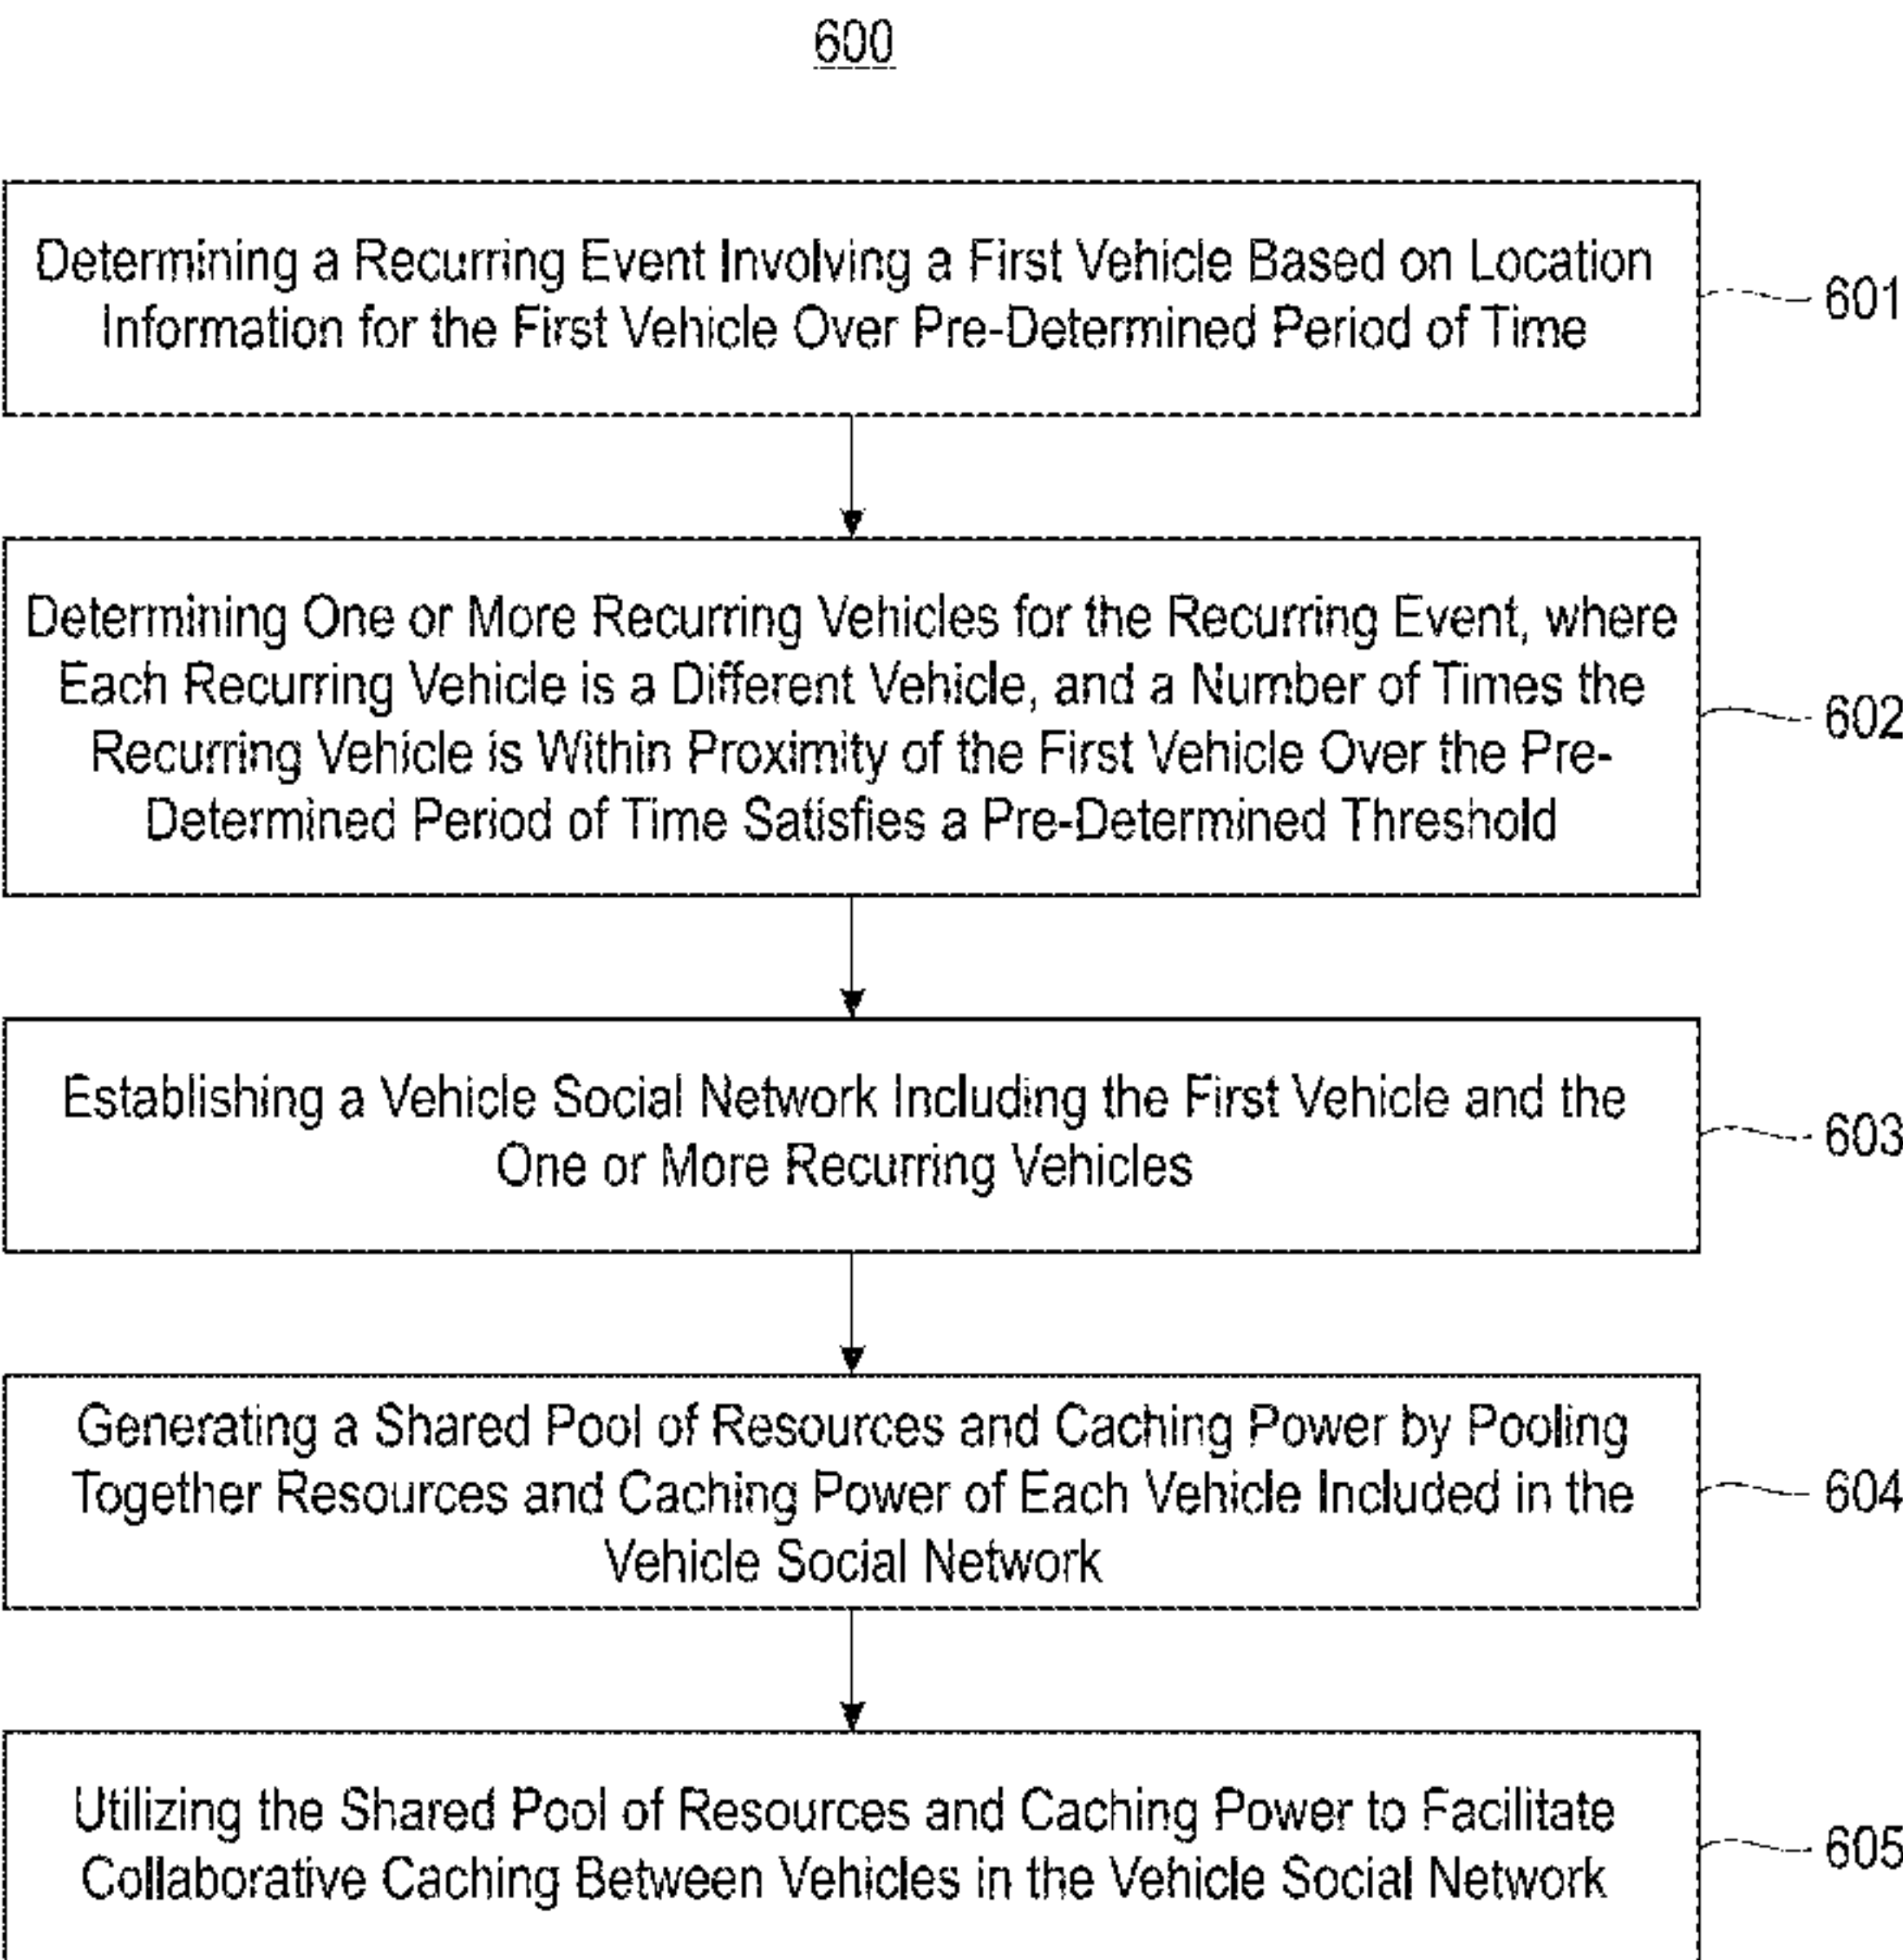 600
Determining a Recurring Event Involving a First Vehicle Based on Location
Information for the First Vehicle Over Pre-Determined Period of Time
601
Determining One or More Recurring Vehicles for the Recurring Event, where
Each Recurring Vehicle is a Different Vehicle, and a Number of Times the
Recurring Vehicle is Within Proximity of the First Vehicle Over the Pre-
Determined Period of Time Satisfies a Pre-Determined Threshold
602
Establishing a Vehicle Social Network Including the First Vehicle and the
One or More Recurring Vehicles
603
Generating a Shared Pool of Resources and Caching Power by Pooling
Together Resources and Caching Power of Each Vehicle Included in the
Vehicle Social Network
604
Utilizing the Shared Pool of Resources and Caching Power to Facilitate
Collaborative Caching Between Vehicles in the Vehicle Social Network
605